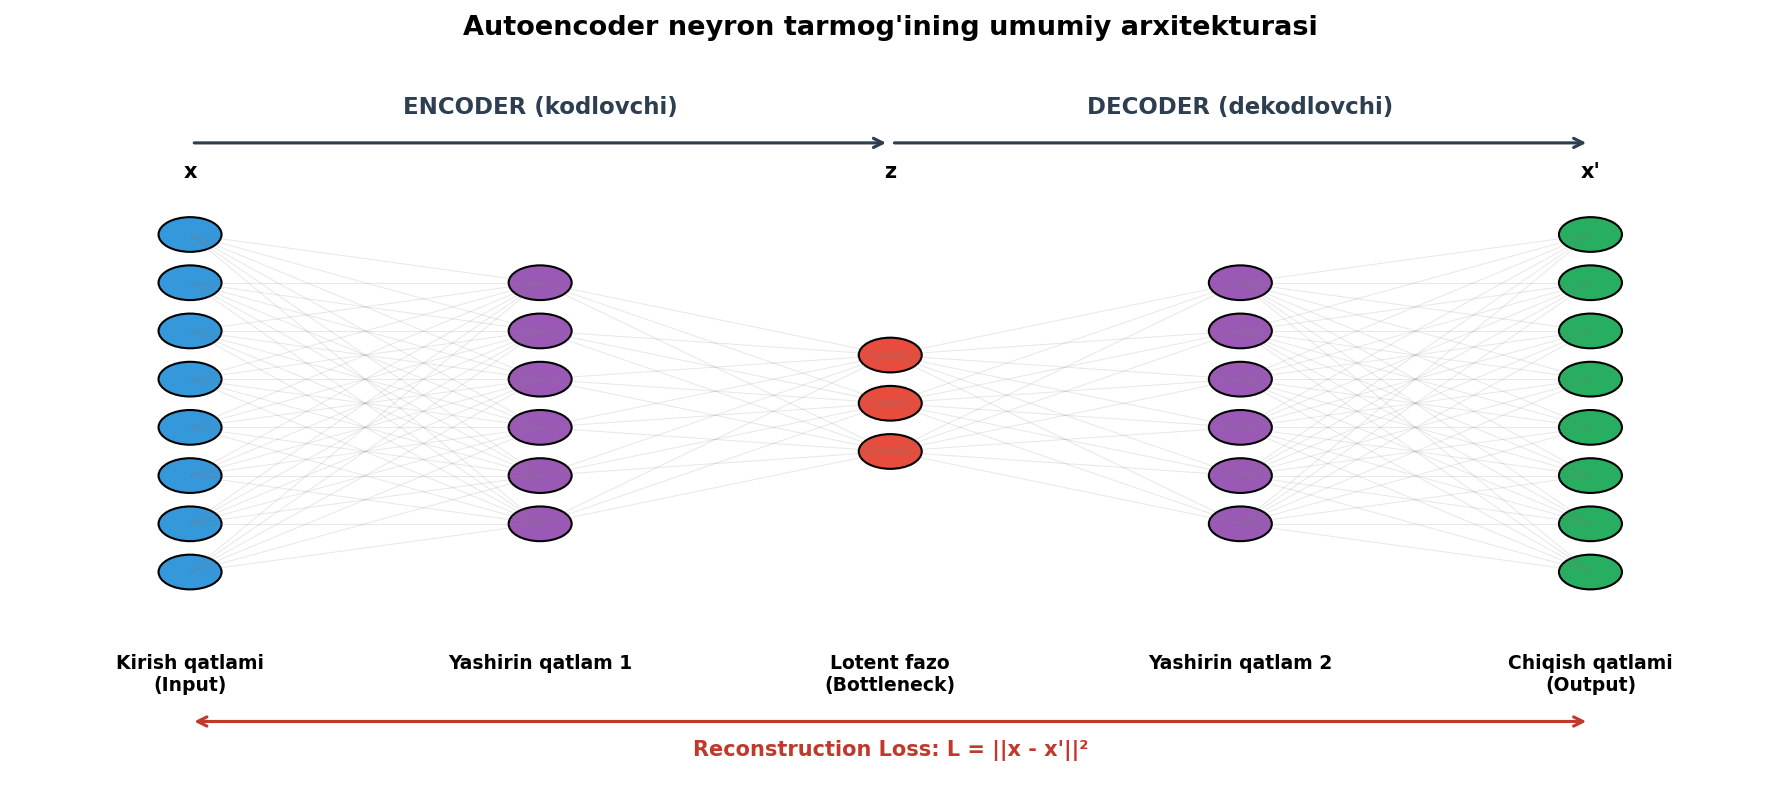 Autoencoder neyron tarmog'ining umumiy arxitekturasi
ENCODER (kodlovchi)
DECODER (dekodlovchi)
x
z
x'
Kirish qatlami
(Input)
Yashirin qatlam 1
Lotent fazo
(Bottleneck)
Yashirin qatlam 2
Chiqish qatlami
(Output)
Reconstruction Loss: L = ||x - x'||²